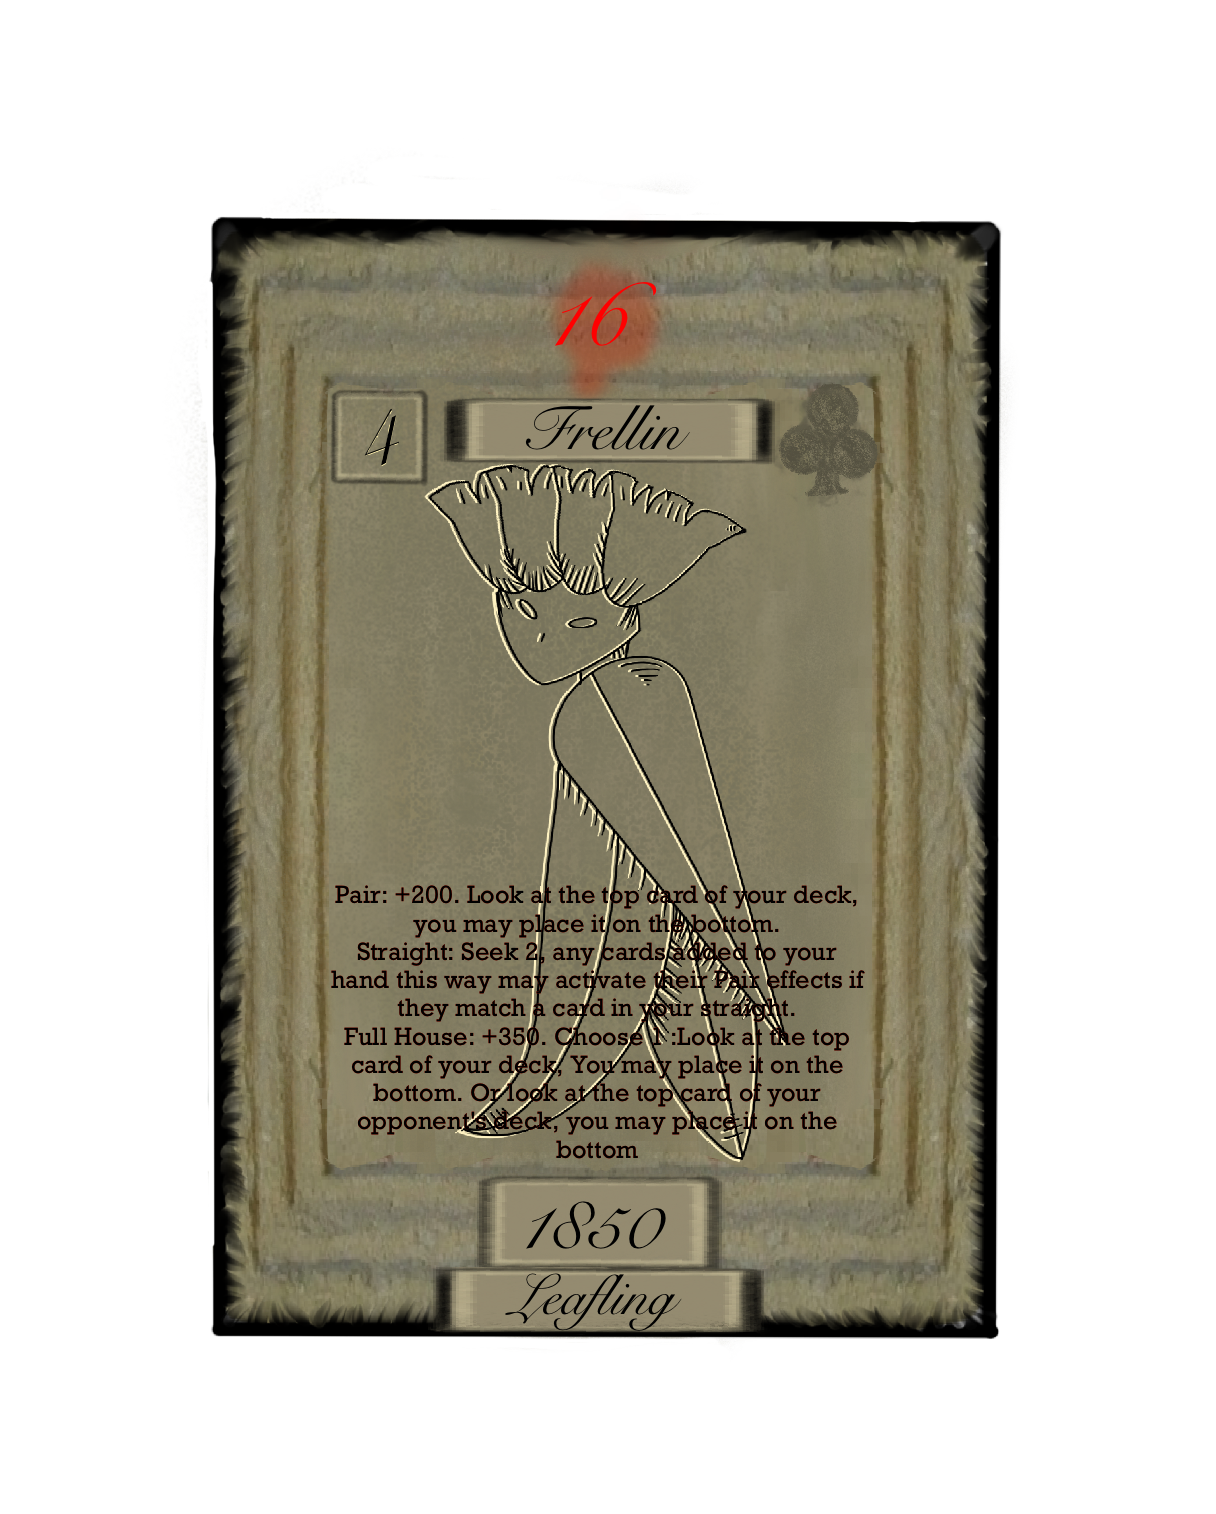 16
4
Frellin
Pair: +200. Look at the top card of your deck,
you may place it on the bottom.
Straight: Seek 2, any cards added to your
hand this way may activate their Pair effects if
they match a card in your straight.
Full House: +350. Choose 1 :Look at the top
card of your deck, You may place it on the
bottom. Or look at the top card of your
opponent's deck, you may place it on the
bottom
1850
Leafling